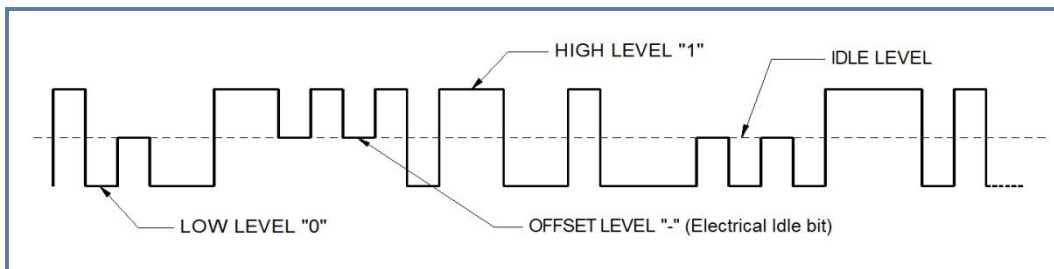 HIGH LEVEL "1"
IDLE LEVEL
LOW LEVEL "0"
OFFSET LEVEL "-" (Electrical Idle bit)